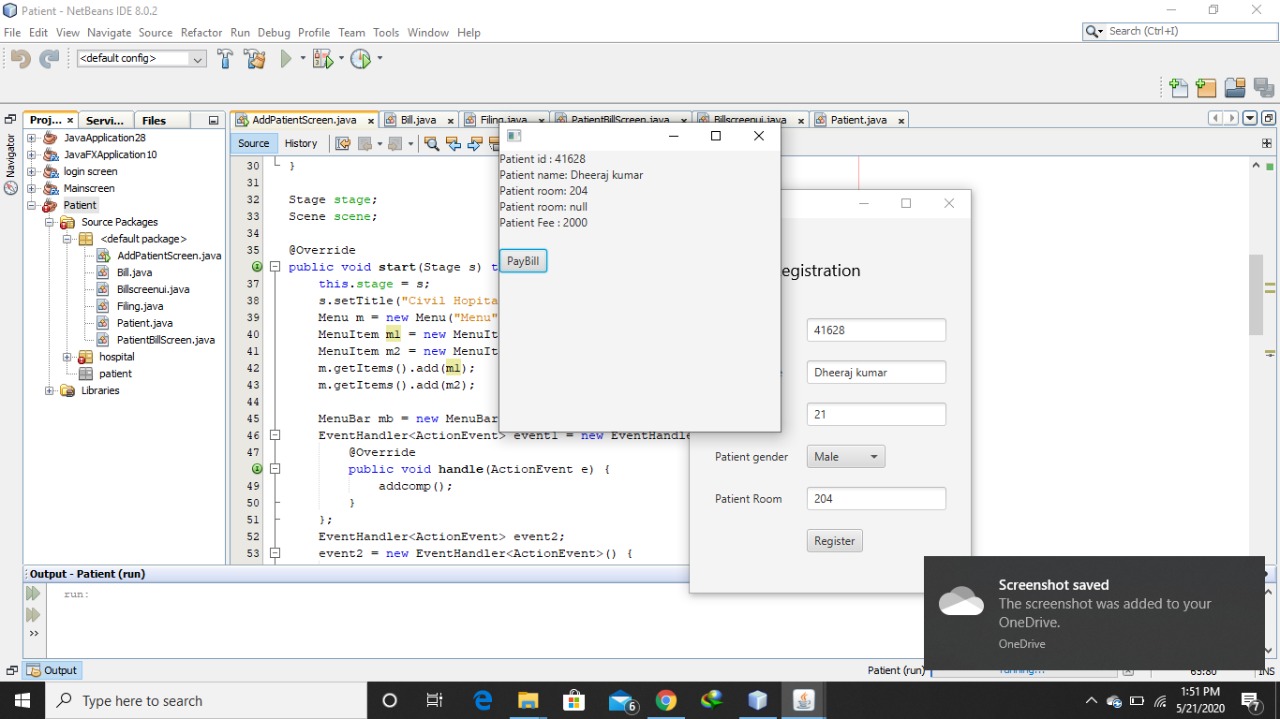 Patient - NetBeans IDE 8.0.2
File Edit View Navigate Source Refactor Run Debug Profile Team Tools Window Help
Search (Ctrl+I)
<default config>
Proj... × Servi... Files
AddPatientScreen.java × Bill.java × Filing.java × PatientBillScreen.java × Billscreenui.java × Patient.java ×
Source History
Navigator
JavaApplication28
JavaFXApplication10
login screen
Mainscreen
Patient
Source Packages
<default package>
AddPatientScreen.java
Bill.java
Billscreenui.java
Filing.java
Patient.java
PatientBillScreen.java
hospital
patient
Libraries
30 }
31
32 Stage stage;
33 Scene scene;
34
35 @Override
36 public void start(Stage s) t
37 this.stage = s;
38 s.setTitle("Civil Hopita
39 Menu m = new Menu("Menu"
40 MenuItem m1 = new MenuIt
41 MenuItem m2 = new MenuIt
42 m.getItems().add(m1);
43 m.getItems().add(m2);
44
45 MenuBar mb = new MenuBar
46 EventHandler<ActionEvent> event1 = new EventHandle
47 @Override
48 public void handle(ActionEvent e) {
49 addcomp();
50 }
51 };
52 EventHandler<ActionEvent> event2;
53 event2 = new EventHandler<ActionEvent>() {
Patient id : 41628
Patient name: Dheeraj kumar
Patient room: 204
Patient room: null
Patient Fee : 2000
PayBill
egistration
41628
Dheeraj kumar
21
Patient gender Male
Patient Room 204
Register
Output - Patient (run)
run:
Screenshot saved
The screenshot was added to your
OneDrive.
OneDrive
Output
Patient (run)
running...
63:80 INS
Type here to search
6
1:51 PM
5/21/2020
7